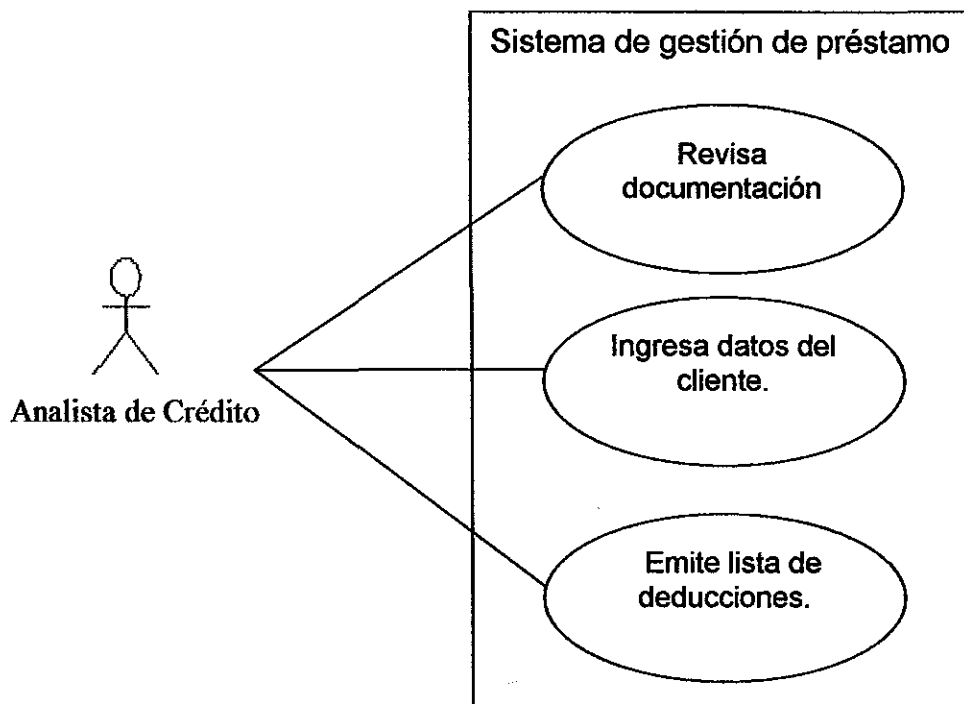 Sistema de gestión de préstamo
Revisa
documentación
Ingresa datos del
cliente.
Analista de Crédito
Emite lista de
deducciones.